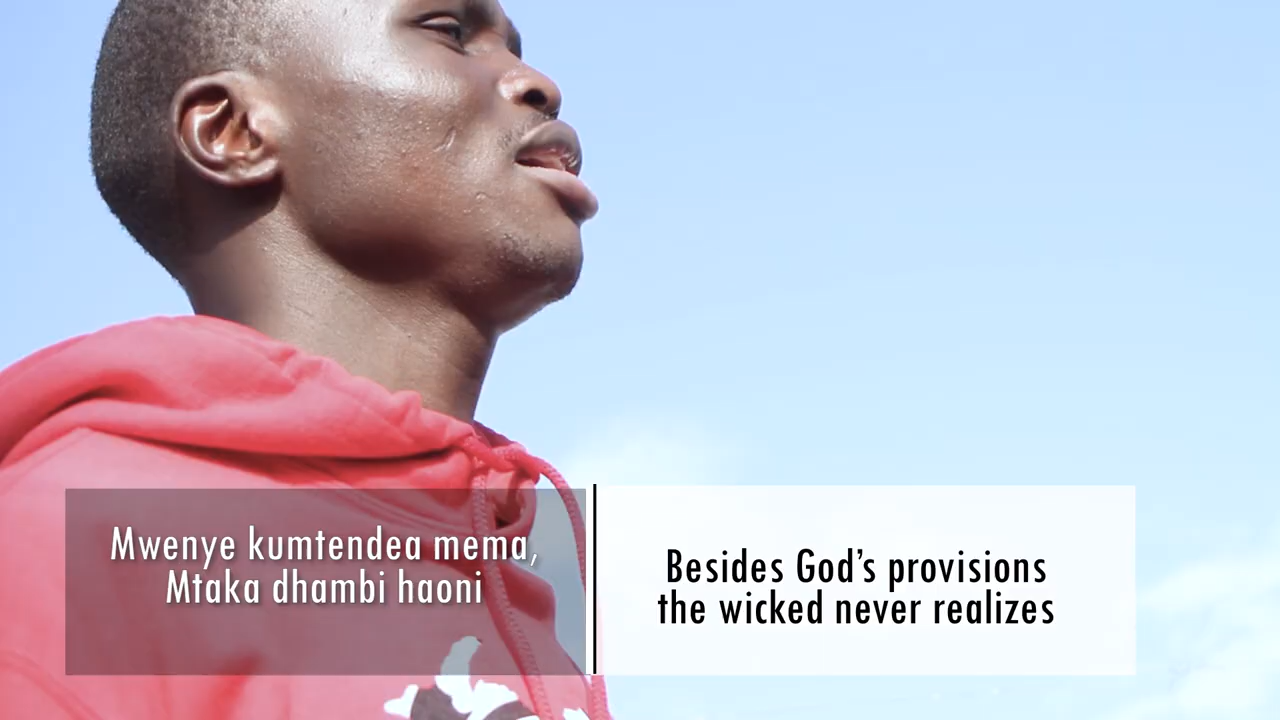 Mwenye kumtendea mema,
Mtaka dhambi haoni
Besides God's provisions
the wicked never realizes